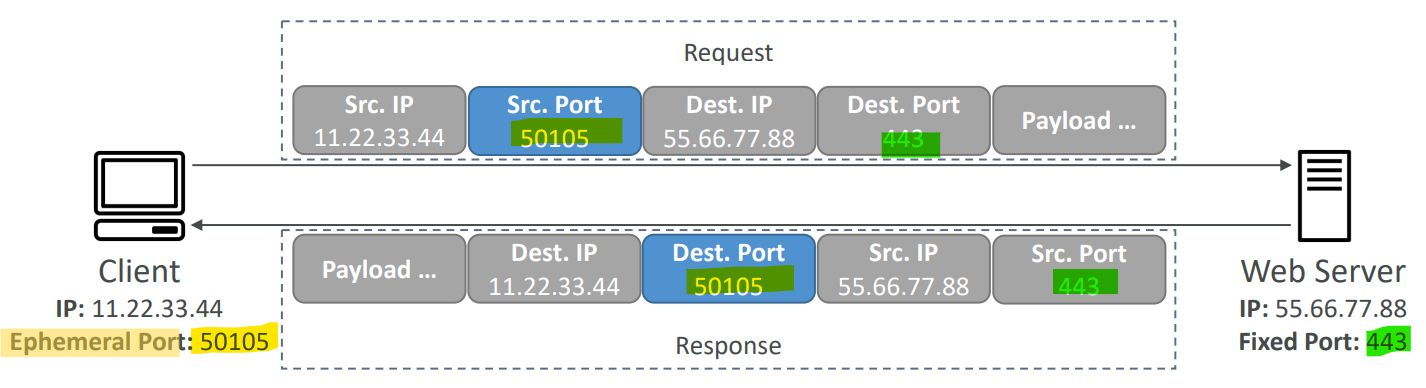 Request
Src. IP
11.22.33.44
Src. Port
50105
Dest. IP
55.66.77.88
Dest. Port
443
Payload ...
Payload ...
Dest. IP
11.22.33.44
Dest. Port
50105
Src. IP
55.66.77.88
Src. Port
443
Response
Client
IP: 11.22.33.44
Ephemeral Port: 50105
Web Server
IP: 55.66.77.88
Fixed Port: 443